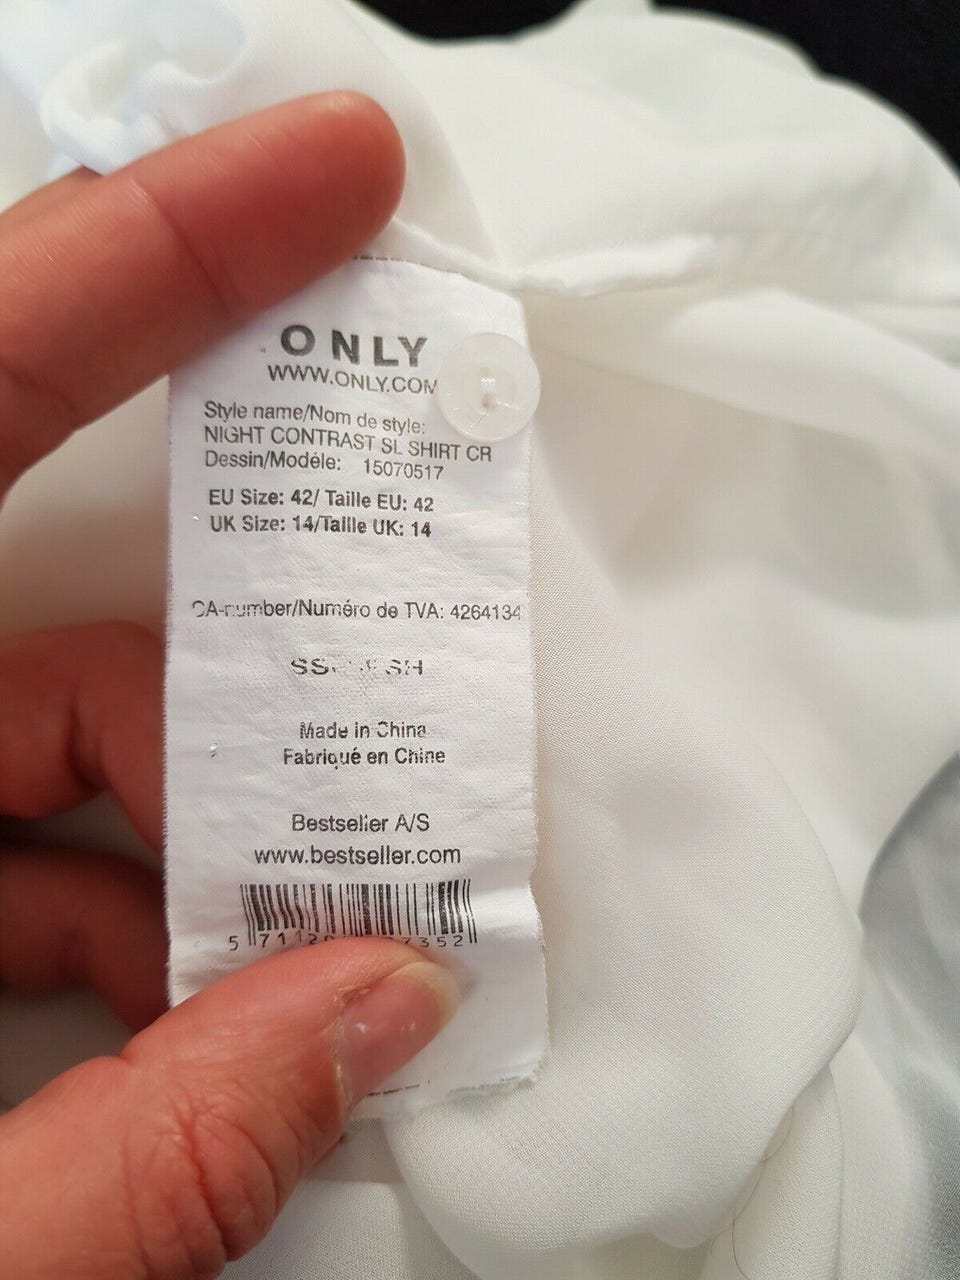 ONLY
WWW.ONLY.COM
Style name/Nom de style:
NIGHT CONTRAST SL SHIRT CR
Dessin/Modéle: 15070517
EU Size: 42/ Taille EU: 42
UK Size: 14/Taille UK: 14
CA-number/Numéro de TVA: 4264134
Made in China
Fabriqué en Chine
Bestseller A/S
www.bestseller.com